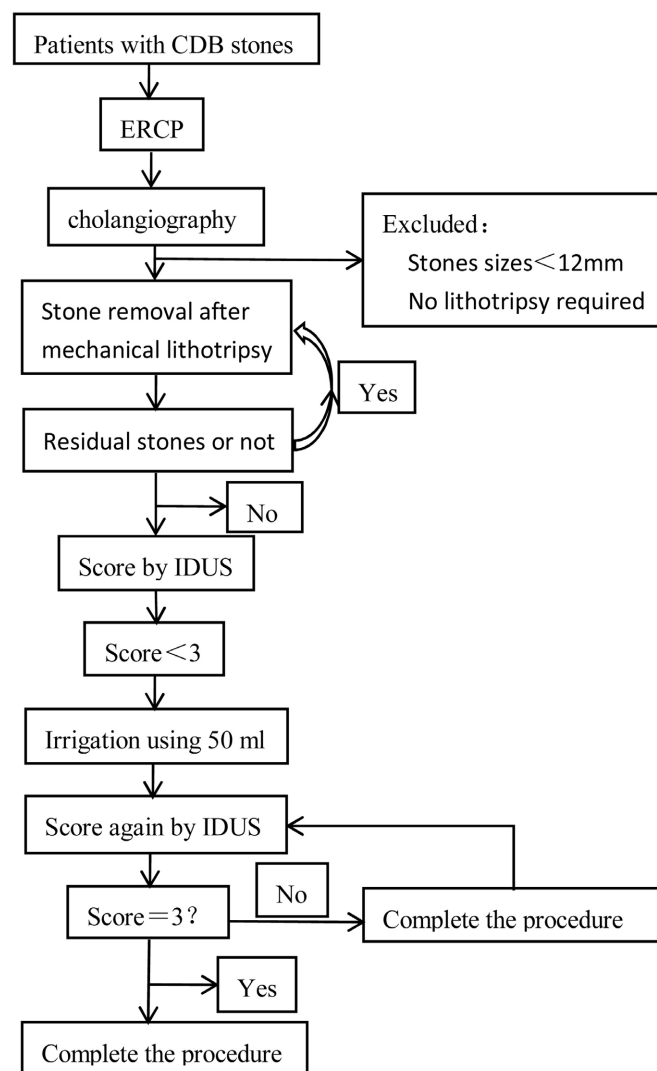 Patients with CDB stones
ERCP
cholangiography
Excluded：
Stones sizes＜12mm
No lithotripsy required
Stone removal after
mechanical lithotripsy
Yes
Residual stones or not
No
Score by IDUS
Score＜3
Irrigation using 50 ml
Score again by IDUS
No
Score＝3？
Complete the procedure
Yes
Complete the procedure